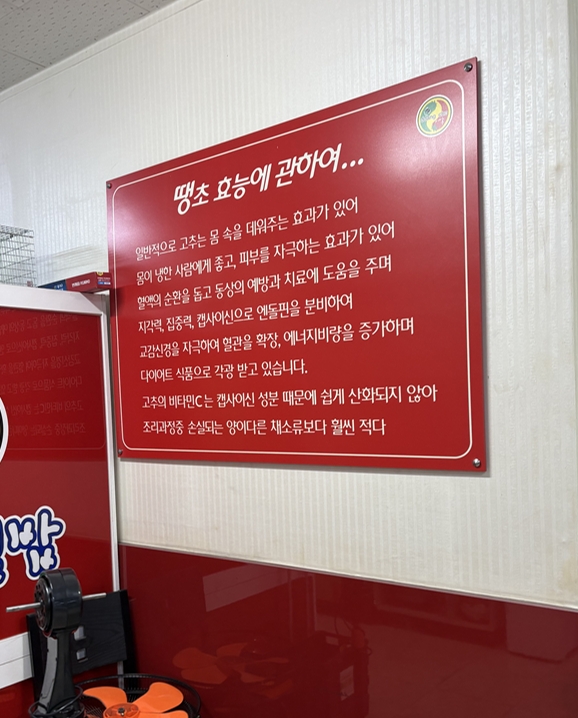 땡초 효능에 관하여...
일반적으로 고추는 몸 속을 데워주는 효과가 있어
몸이 냉한 사람에게 좋고, 피부를 자극하는 효과가 있어
혈액의 순환을 돕고 동상의 예방과 치료에 도움을 주며
지각력, 집중력, 캡사이신으로 엔돌핀을 분비하여
교감신경을 자극하여 혈관을 확장, 에너지비량을 증가하며
다이어트 식품으로 각광 받고 있습니다.
고추의 비타민C 는 캡사이신 성분 때문에 쉽게 산화되지 않아
조리과정중 손실되는 양이다른 채소류보다 훨씬 적다
밥